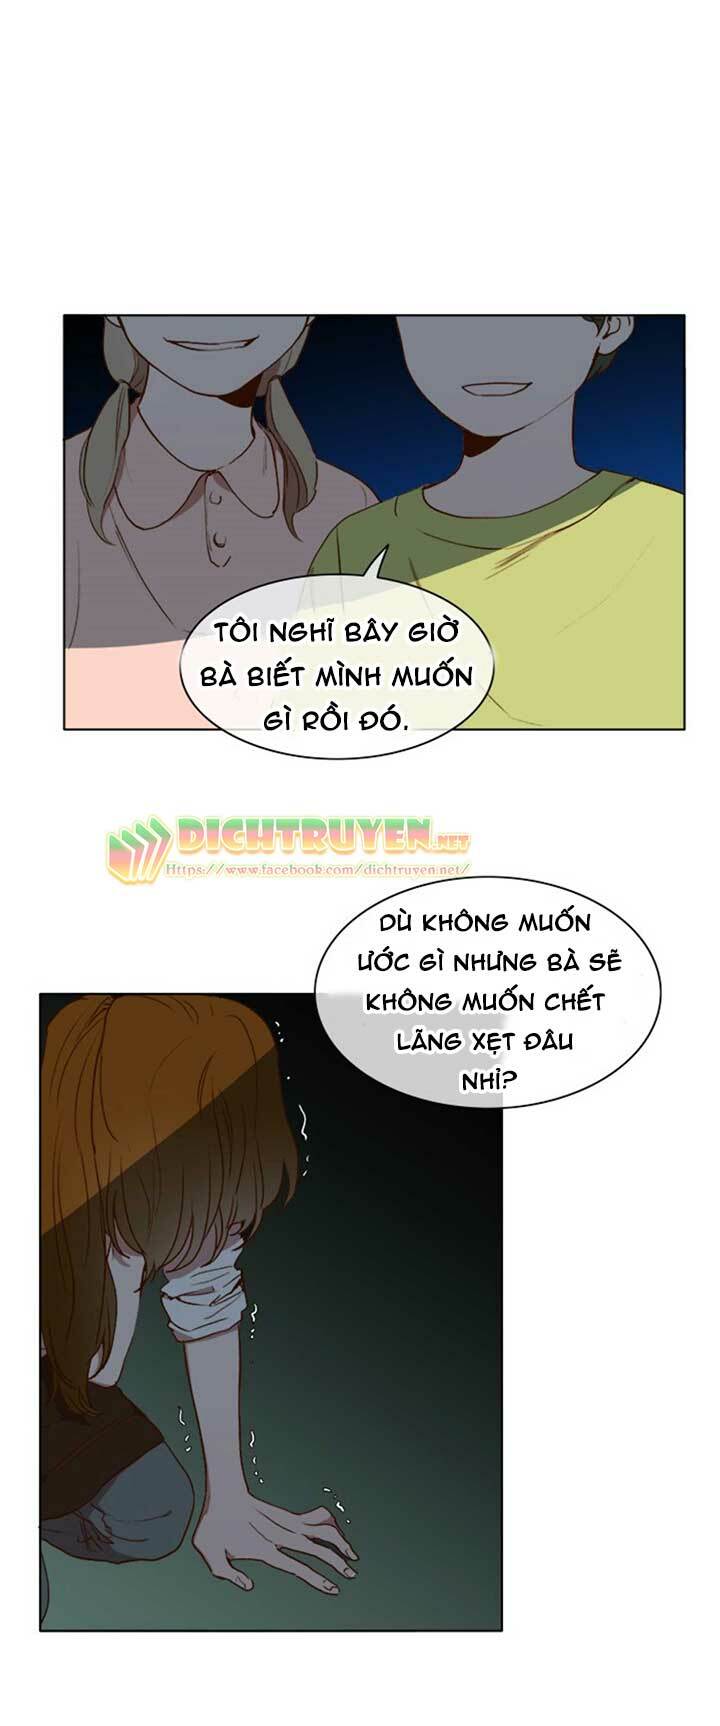 TÔI NGHĨ BÂY GIỜ
BÀ BIẾT MÌNH MUỐN
GÌ RỒI ĐÓ.
DICHTRUYEN.NET
Https://www.facebook.com/dichtruyen.net/
DÙ KHÔNG MUỐN
ƯỚC GÌ NHƯNG BÀ SẼ
KHÔNG MUỐN CHẾT
LÃNG XẸT ĐÂU
NHỈ?